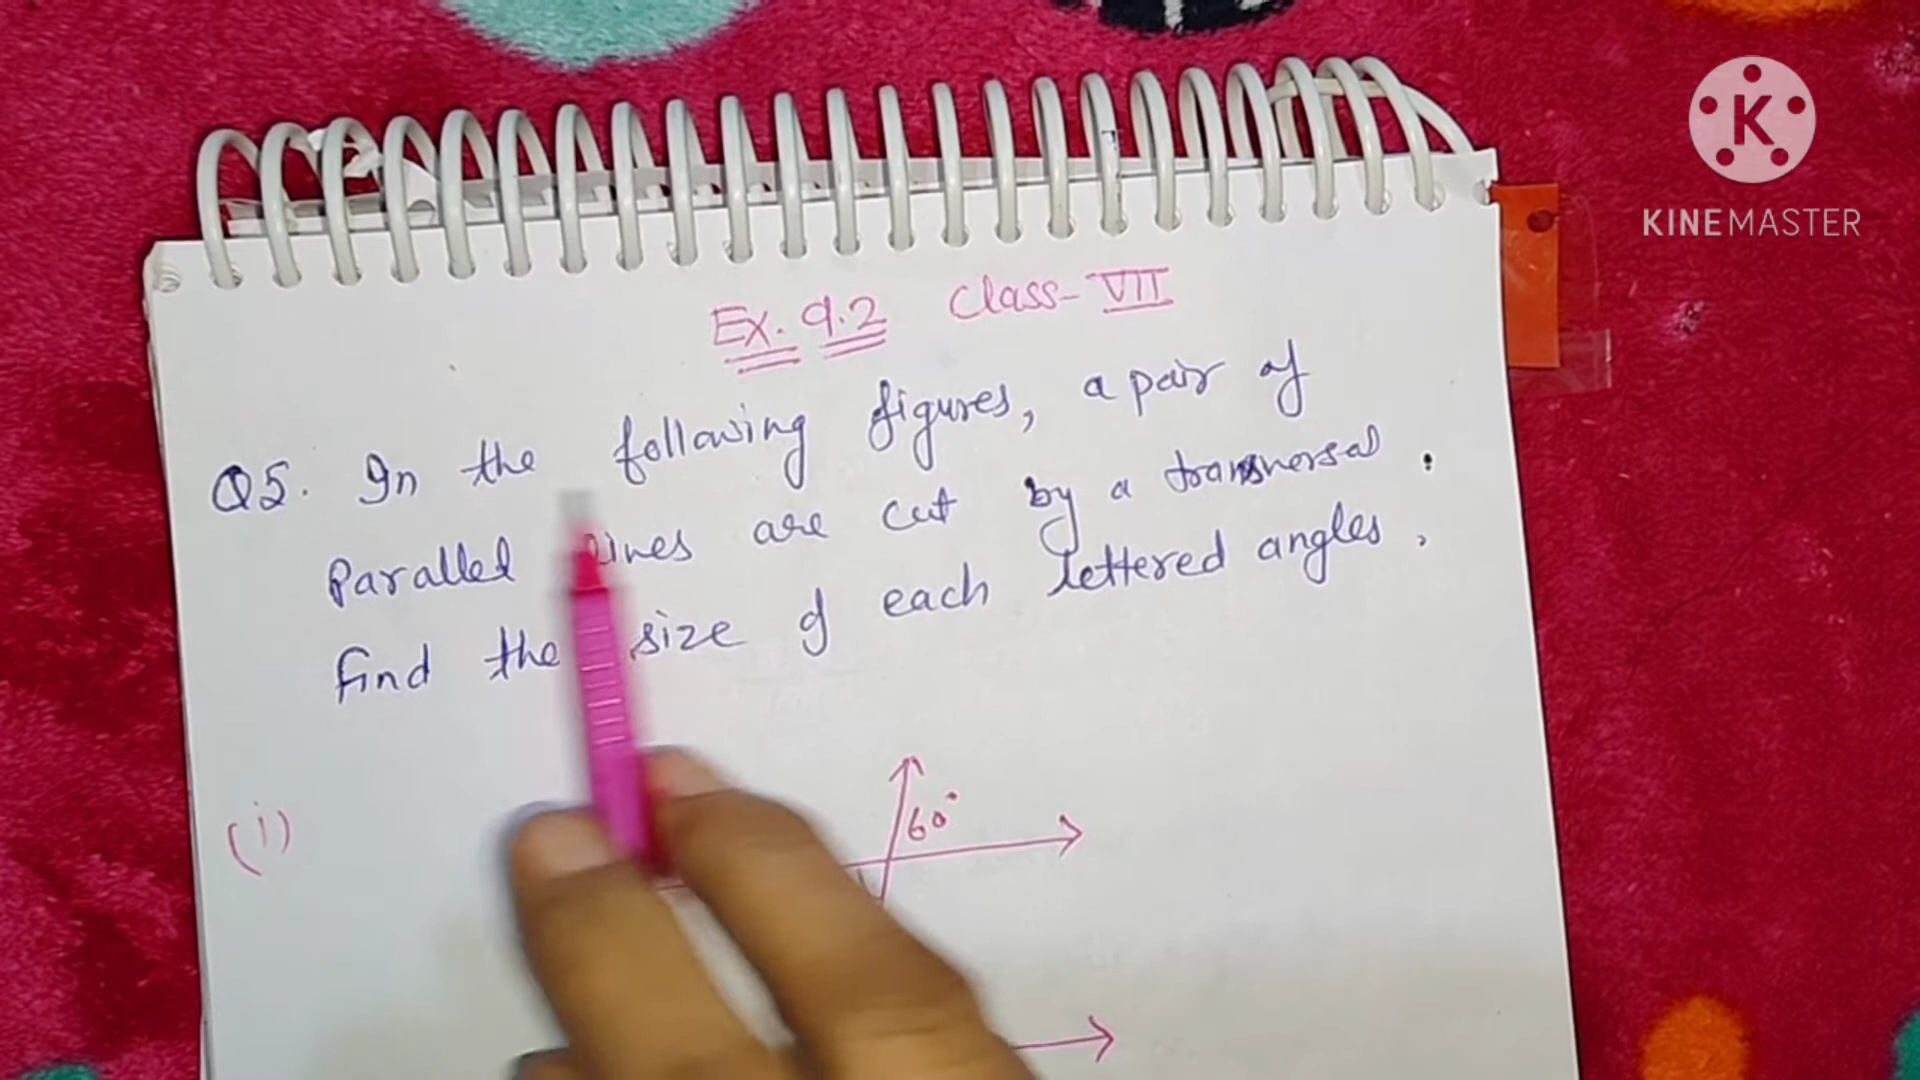 KINEMASTER
Ex. 9.2 Class-VII
Q5. In the following figures, a pair of
Parallel lines are cut by a transversal.
find the size of each lettered angles.
(i)
60°